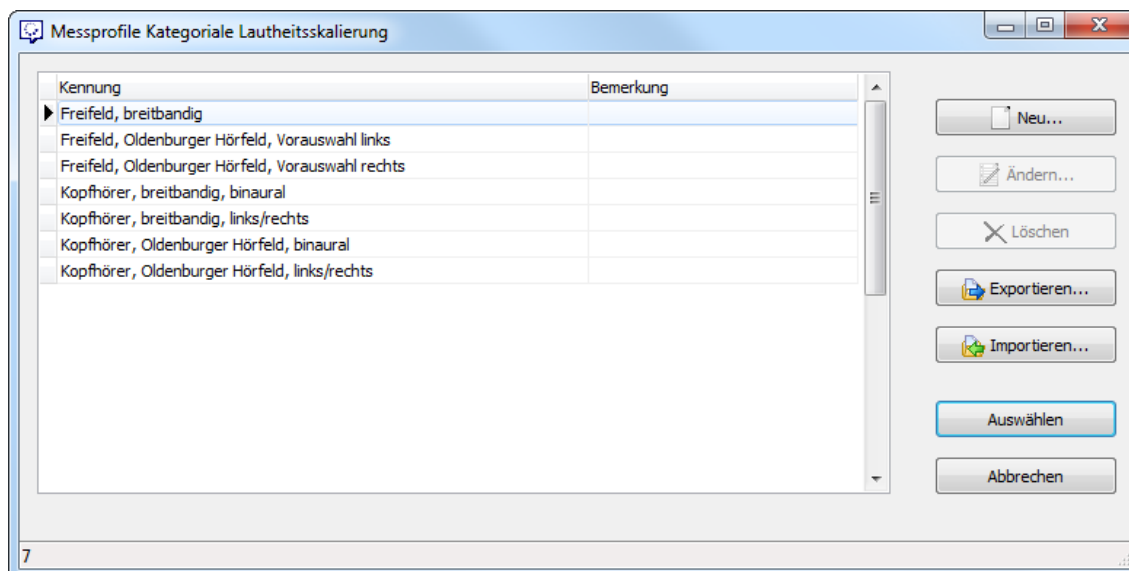 Messprofile Kategoriale Lautheitsskalierung
Kennung Bemerkung
Freifeld, breitbandig
Freifeld, Oldenburger Hörfeld, Vorauswahl links
Freifeld, Oldenburger Hörfeld, Vorauswahl rechts
Kopfhörer, breitbandig, binaural
Kopfhörer, breitbandig, links/rechts
Kopfhörer, Oldenburger Hörfeld, binaural
Kopfhörer, Oldenburger Hörfeld, links/rechts
Neu...
Ändern...
Löschen
Exportieren...
Importieren...
Auswählen
Abbrechen
7